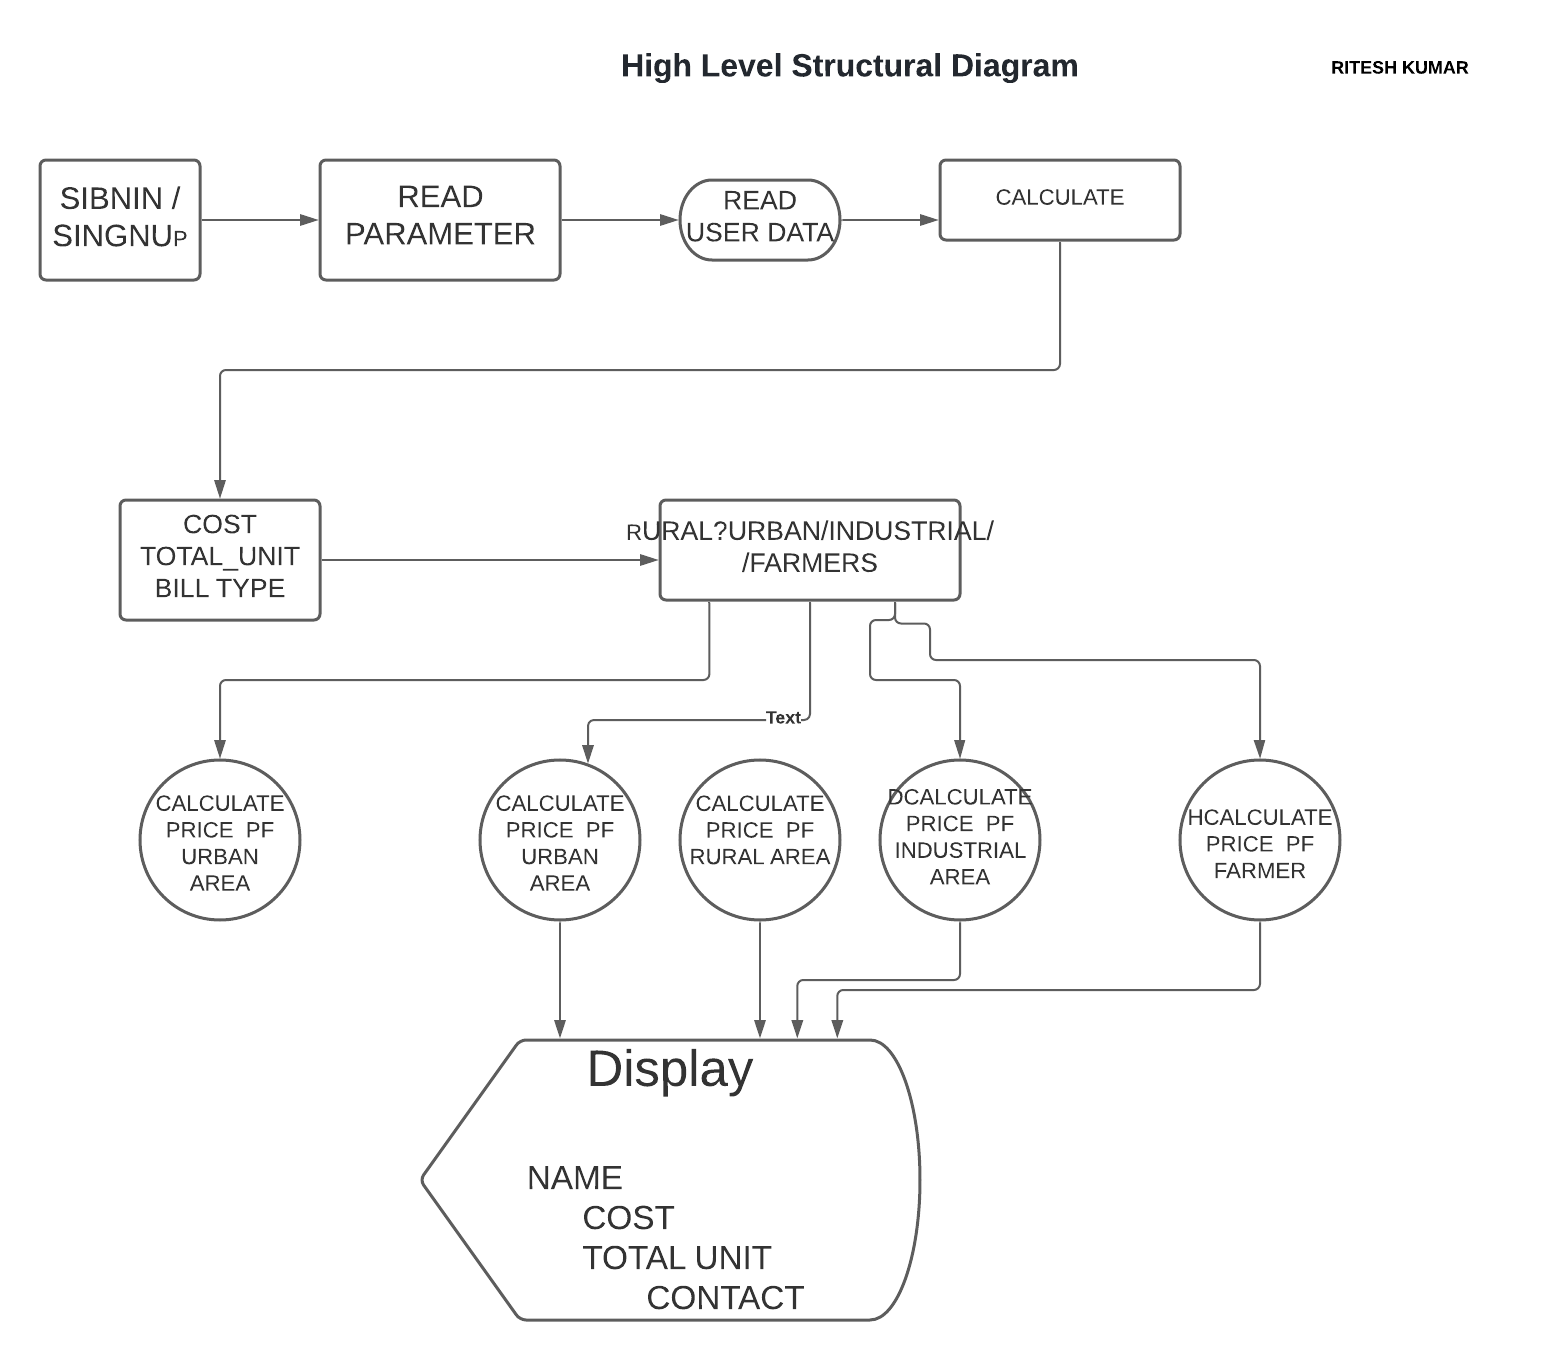 High Level Structural Diagram
RITESH KUMAR
SIBNIN /
SINGNUP
READ
PARAMETER
READ
USER DATA
CALCULATE
COST
TOTAL_UNIT
BILL TYPE
RURAL?URBAN/INDUSTRIAL/
/FARMERS
Text
CALCULATE
PRICE PF
URBAN
AREA
CALCULATE
PRICE PF
URBAN
AREA
CALCULATE
PRICE PF
RURAL AREA
DCALCULATE
PRICE PF
INDUSTRIAL
AREA
HCALCULATE
PRICE PF
FARMER
Display
NAME
COST
TOTAL UNIT
CONTACT